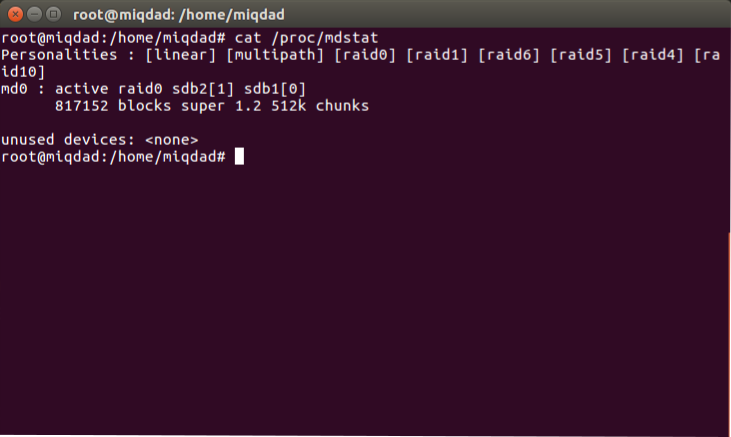 root@miqdad: /home/miqdad
root@miqdad:/home/miqdad# cat /proc/mdstat
Personalities : [linear] [multipath] [raid0] [raid1] [raid6] [raid5] [raid4] [ra
id10]
md0 : active raid0 sdb2[1] sdb1[0]
      817152 blocks super 1.2 512k chunks

unused devices: <none>
root@miqdad:/home/miqdad#